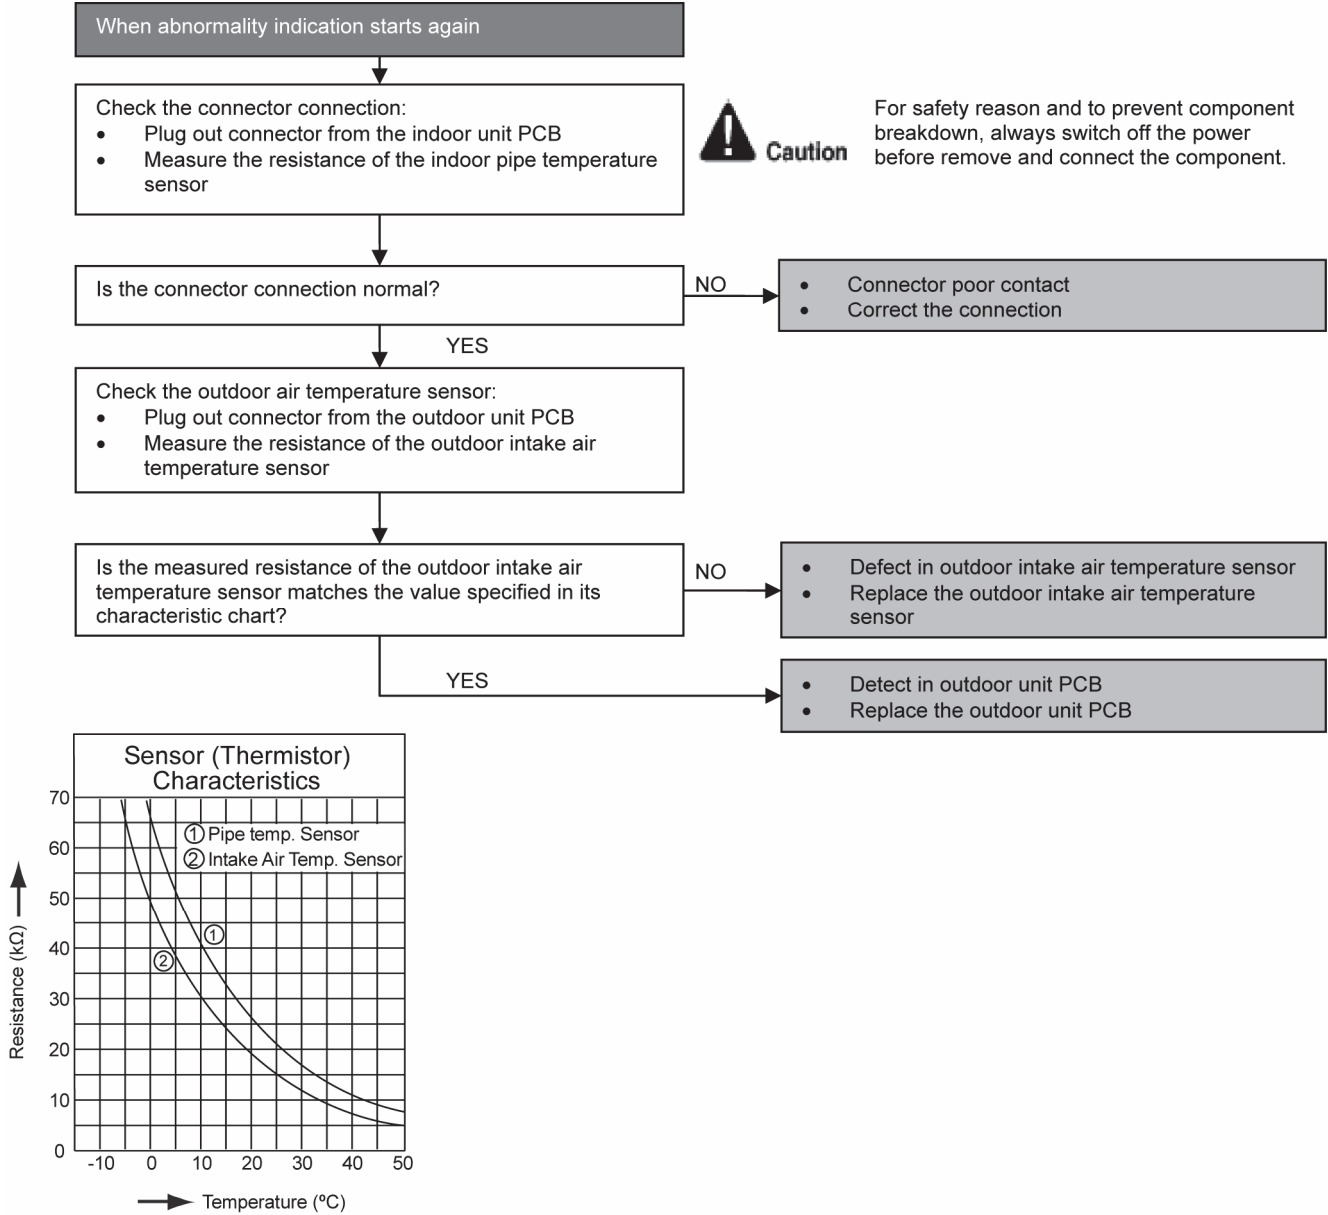 When abnormality indication starts again
Check the connector connection:
• Plug out connector from the indoor unit PCB
• Measure the resistance of the indoor pipe temperature
sensor
Caution
For safety reason and to prevent component
breakdown, always switch off the power
before remove and connect the component.
Is the connector connection normal?
NO
• Connector poor contact
• Correct the connection
YES
Check the outdoor air temperature sensor:
• Plug out connector from the outdoor unit PCB
• Measure the resistance of the outdoor intake air
temperature sensor
Is the measured resistance of the outdoor intake air
temperature sensor matches the value specified in its
characteristic chart?
NO
• Defect in outdoor intake air temperature sensor
• Replace the outdoor intake air temperature
sensor
YES
• Detect in outdoor unit PCB
• Replace the outdoor unit PCB
Sensor (Thermistor)
Characteristics
① Pipe temp. Sensor
② Intake Air Temp. Sensor
70
60
50
40
30
20
10
0
①
②
Resistance (kΩ)
-10 0 10 20 30 40 50
Temperature (ºC)